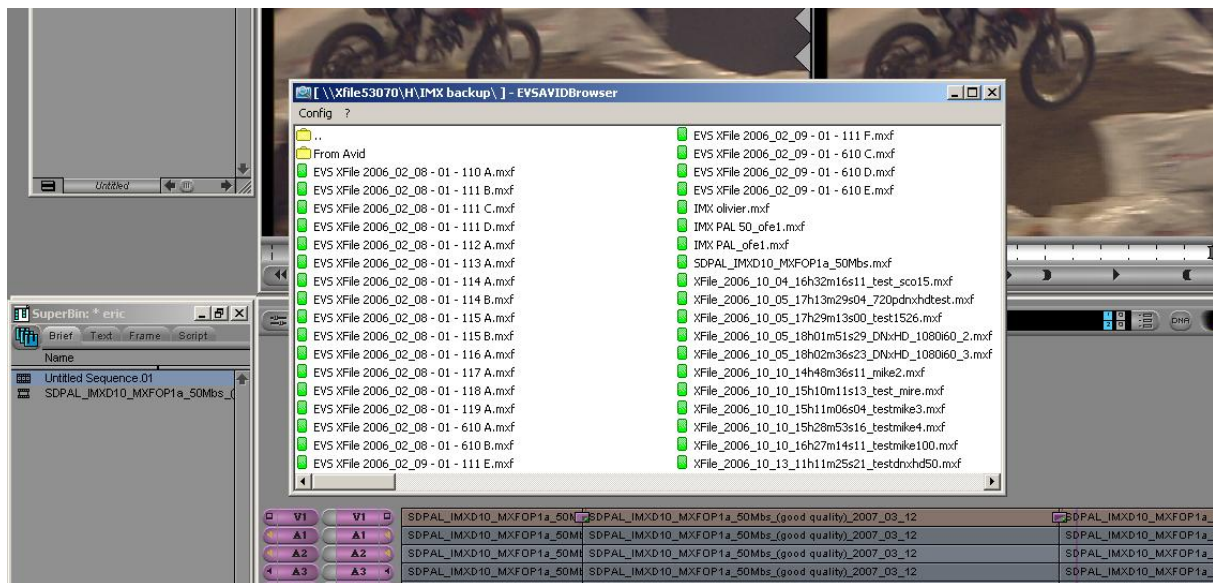 [ \\Xfile53070\H\IMX backup\ ] - EVSAVIDBrowser
Config ?
..
From Avid
EVS XFile 2006_02_08 - 01 - 110 A.mxf
EVS XFile 2006_02_08 - 01 - 111 B.mxf
EVS XFile 2006_02_08 - 01 - 111 C.mxf
EVS XFile 2006_02_08 - 01 - 111 D.mxf
EVS XFile 2006_02_08 - 01 - 112 A.mxf
EVS XFile 2006_02_08 - 01 - 113 A.mxf
EVS XFile 2006_02_08 - 01 - 114 A.mxf
EVS XFile 2006_02_08 - 01 - 114 B.mxf
EVS XFile 2006_02_08 - 01 - 115 A.mxf
EVS XFile 2006_02_08 - 01 - 115 B.mxf
EVS XFile 2006_02_08 - 01 - 116 A.mxf
EVS XFile 2006_02_08 - 01 - 117 A.mxf
EVS XFile 2006_02_08 - 01 - 118 A.mxf
EVS XFile 2006_02_08 - 01 - 119 A.mxf
EVS XFile 2006_02_08 - 01 - 610 A.mxf
EVS XFile 2006_02_08 - 01 - 610 B.mxf
EVS XFile 2006_02_09 - 01 - 111 E.mxf
EVS XFile 2006_02_09 - 01 - 111 F.mxf
EVS XFile 2006_02_09 - 01 - 610 C.mxf
EVS XFile 2006_02_09 - 01 - 610 D.mxf
EVS XFile 2006_02_09 - 01 - 610 E.mxf
IMX olivier.mxf
IMX PAL 50_ofe1.mxf
IMX PAL_ofe1.mxf
SDPAL_IMXD10_MXFOP1a_50Mbs.mxf
XFile_2006_10_04_16h32m16s11_test_sco15.mxf
XFile_2006_10_05_17h13m29s04_720pdnxhdtest.mxf
XFile_2006_10_05_17h29m13s00_test1526.mxf
XFile_2006_10_05_18h01m51s29_DNxHD_1080i60_2.mxf
XFile_2006_10_05_18h02m36s23_DNxHD_1080i60_3.mxf
XFile_2006_10_10_14h48m36s11_mike2.mxf
XFile_2006_10_10_15h10m11s13_test_mire.mxf
XFile_2006_10_10_15h11m06s04_testmike3.mxf
XFile_2006_10_10_15h28m53s16_testmike4.mxf
XFile_2006_10_10_16h27m14s11_testmike100.mxf
XFile_2006_10_13_11h11m25s21_testdnxhd50.mxf
Untitled
SuperBin: * eric
Brief Text Frame Script
Name
Untitled Sequence.01
SDPAL_IMXD10_MXFOP1a_50Mbs_(
DNA
V1 V1 SDPAL_IMXD10_MXFOP1a_50M SDPAL_IMXD10_MXFOP1a_50Mbs_(good quality)_2007_03_12 SDPAL_IMXD10_MXFOP1a_
A1 A1 SDPAL_IMXD10_MXFOP1a_50M SDPAL_IMXD10_MXFOP1a_50Mbs_(good quality)_2007_03_12 SDPAL_IMXD10_MXFOP1a_
A2 A2 SDPAL_IMXD10_MXFOP1a_50M SDPAL_IMXD10_MXFOP1a_50Mbs_(good quality)_2007_03_12 SDPAL_IMXD10_MXFOP1a_
A3 A3 SDPAL_IMXD10_MXFOP1a_50M SDPAL_IMXD10_MXFOP1a_50Mbs_(good quality)_2007_03_12 SDPAL_IMXD10_MXFOP1a_